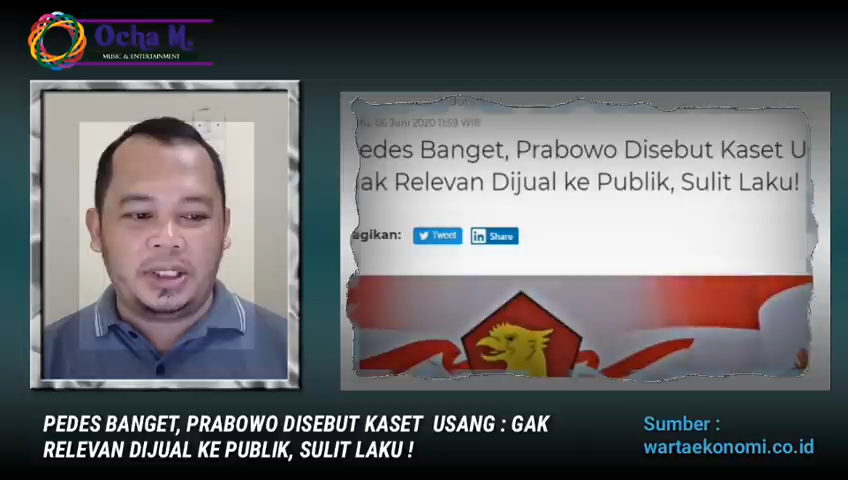 Ocha M.
MUSIC & ENTERTAINMENT
06 Juni 2020 11:59 WIB
edes Banget, Prabowo Disebut Kaset U
ak Relevan Dijual ke Publik, Sulit Laku!
agikan:
Tweet
in Share
PEDES BANGET, PRABOWO DISEBUT KASET USANG : GAK
RELEVAN DIJUAL KE PUBLIK, SULIT LAKU !
Sumber :
wartaekonomi.co.id